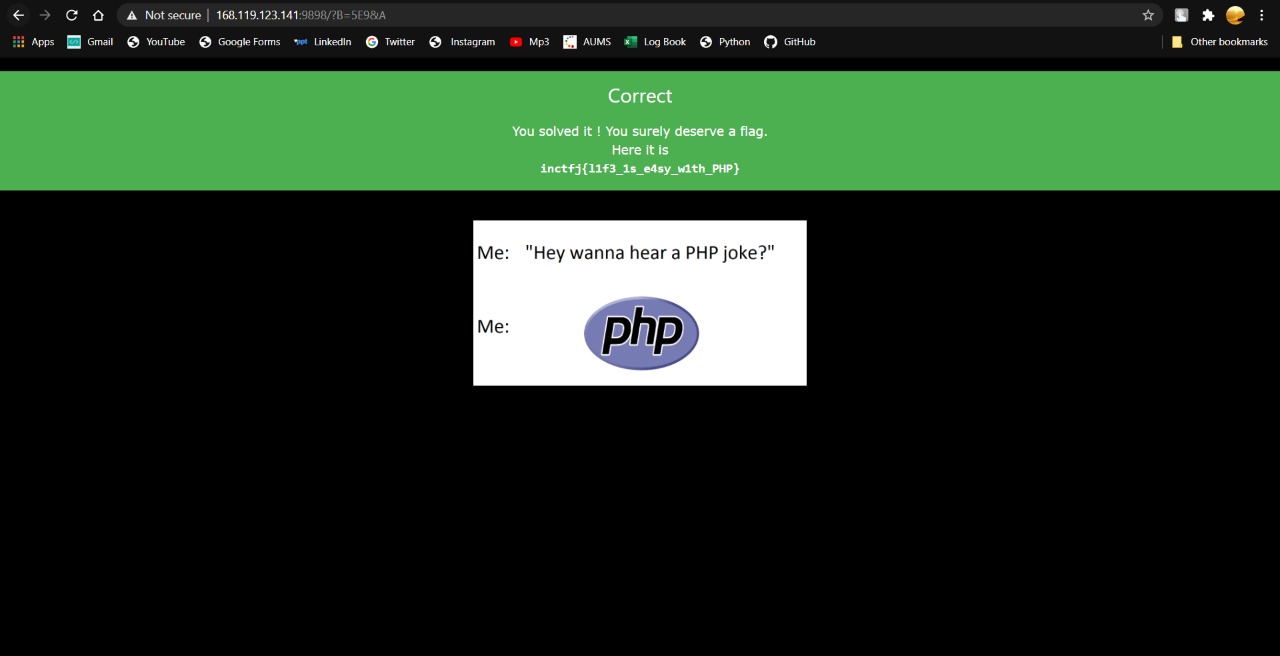 Not secure | 168.119.123.141:9898/?B=5E9&A
Apps Gmail YouTube Google Forms LinkedIn Twitter Instagram Mp3 AUMS Log Book Python GitHub Other bookmarks
Correct
You solved it ! You surely deserve a flag.
Here it is
inctfj{l1f3_1s_e4sy_w1th_PHP}
Me: "Hey wanna hear a PHP joke?"
Me: php